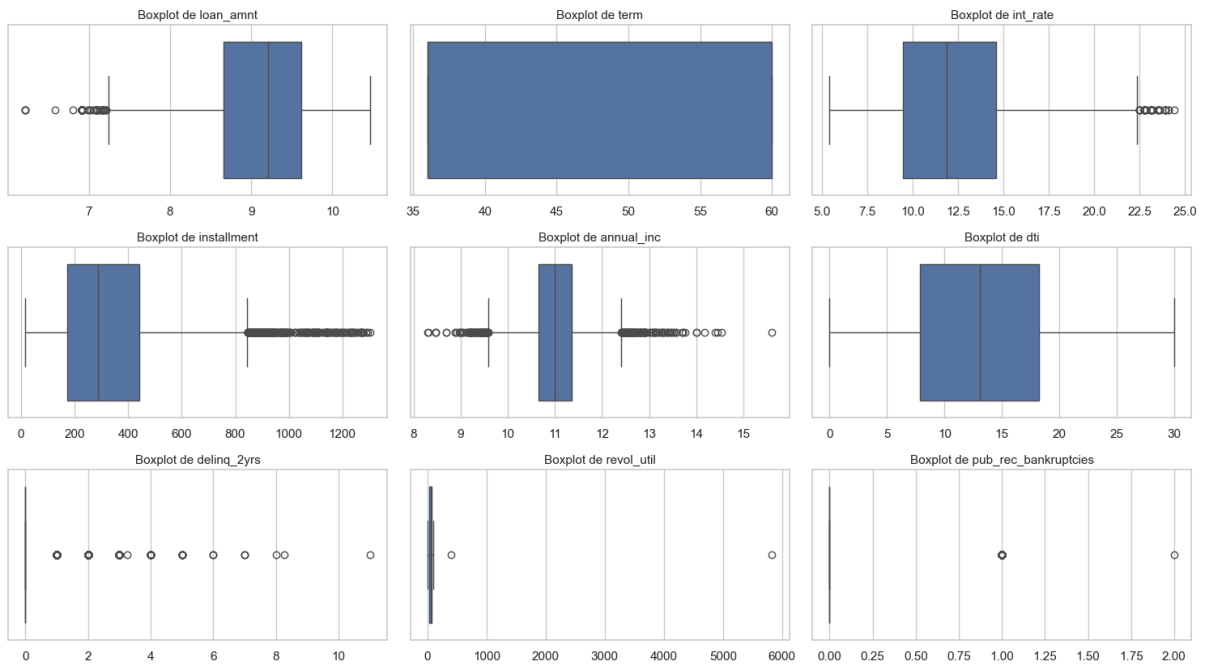 Boxplot de loan_amnt
7 8 9 10
Boxplot de term
35 40 45 50 55 60
Boxplot de int_rate
5.0 7.5 10.0 12.5 15.0 17.5 20.0 22.5 25.0
Boxplot de installment
0 200 400 600 800 1000 1200
Boxplot de annual_inc
8 9 10 11 12 13 14 15
Boxplot de dti
0 5 10 15 20 25 30
Boxplot de delinq_2yrs
0 2 4 6 8 10
Boxplot de revol_util
0 1000 2000 3000 4000 5000 6000
Boxplot de pub_rec_bankruptcies
0.00 0.25 0.50 0.75 1.00 1.25 1.50 1.75 2.00